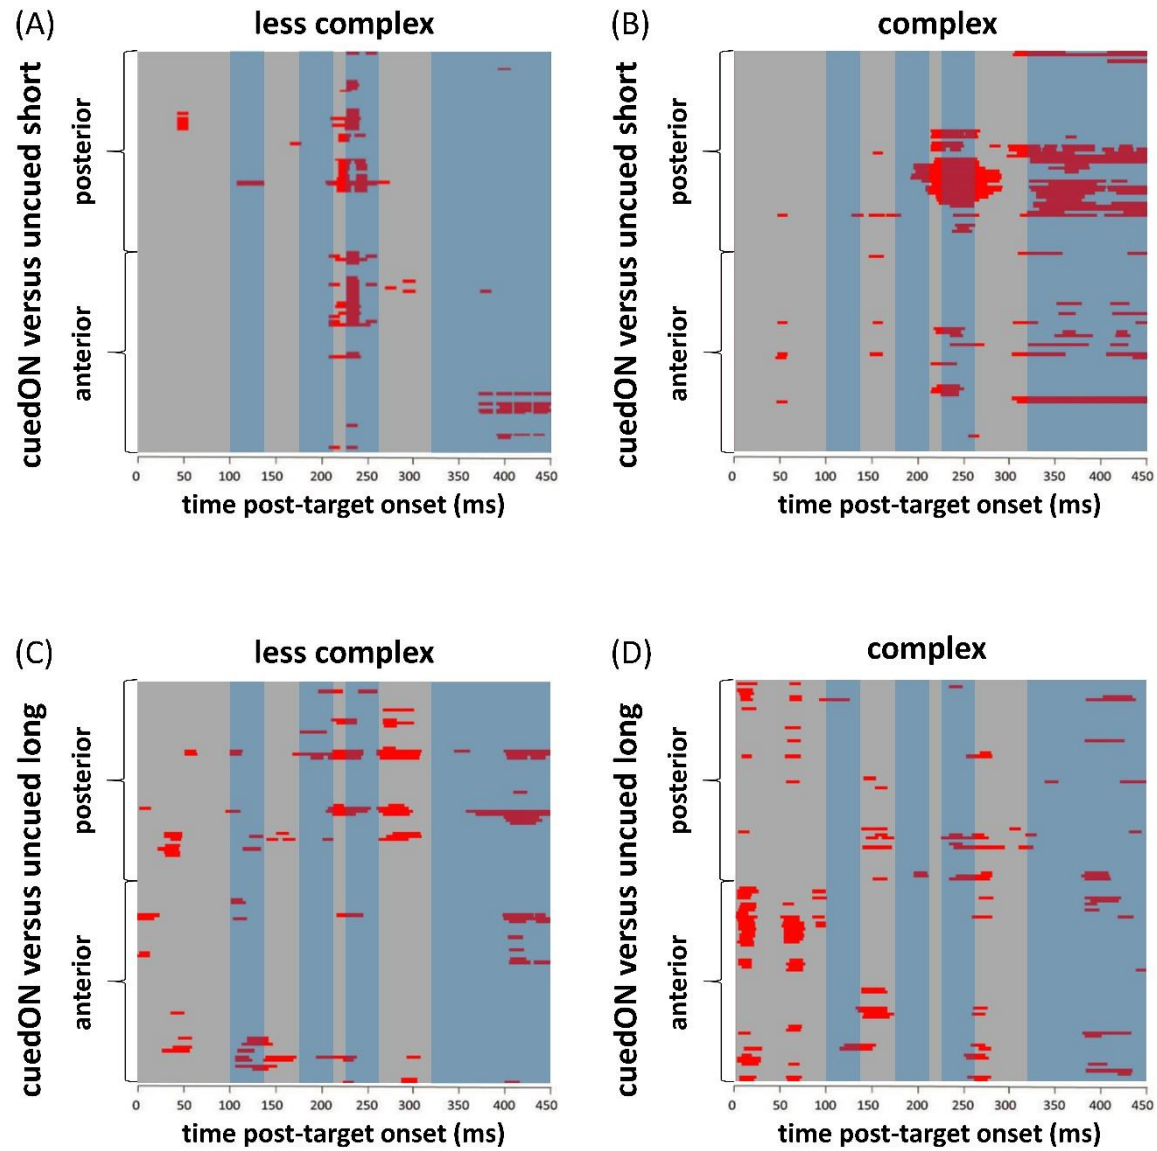 (A)
less complex
cuedON versus uncued short
posterior
anterior
0 50 100 150 200 250 300 350 400 450
time post-target onset (ms)
(B)
complex
cuedON versus uncued short
posterior
anterior
0 50 100 150 200 250 300 350 400 450
time post-target onset (ms)
(C)
less complex
cuedON versus uncued long
posterior
anterior
0 50 100 150 200 250 300 350 400 450
time post-target onset (ms)
(D)
complex
cuedON versus uncued long
posterior
anterior
0 50 100 150 200 250 300 350 400 450
time post-target onset (ms)